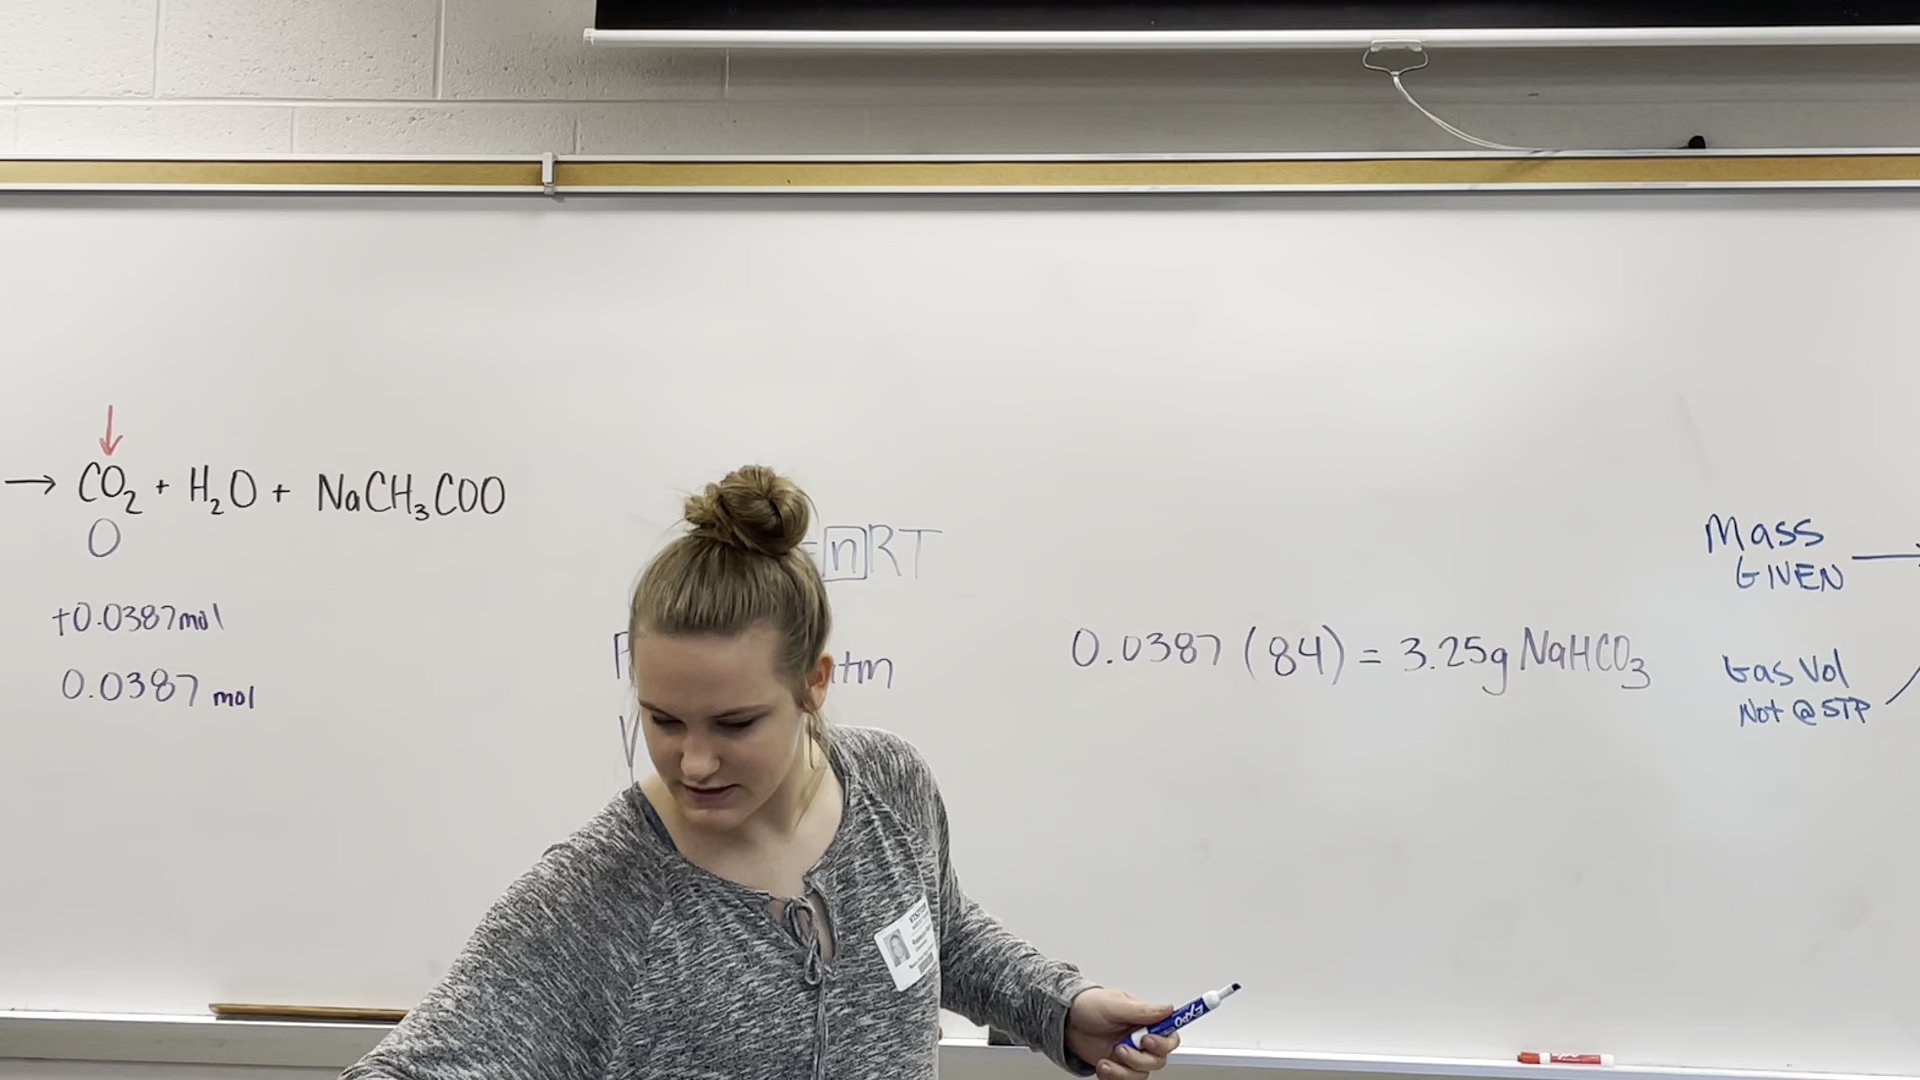 → CO₂ + H₂O + NaCH₃COO
O
+0.0387mol
0.0387 mol
=nRT
P atm
V
0.0387 (84) = 3.25g NaHCO₃
Mass
GIVEN →
Gas Vol
Not @ STP
VISITOR
EXPO